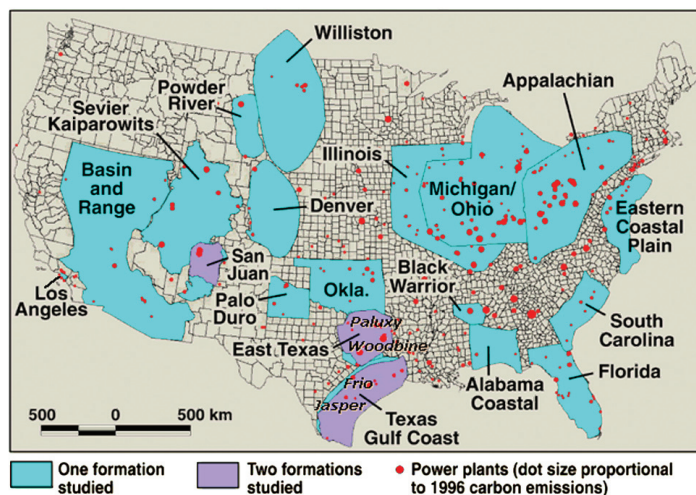 Williston
Powder
River
Sevier
Kaiparowits
Appalachian
Illinois
Basin
and
Range
Michigan/
Ohio
Denver
Eastern
Coastal
Plain
San
Juan
Los
Angeles
Okla.
Black
Warrior
Palo
Duro
Paluxy
East Texas
Woodbine
South
Carolina
Frio
Jasper
Alabama
Coastal
Florida
Texas
Gulf Coast
500 0 500 km
One formation
studied
Two formations
studied
Power plants (dot size proportional
to 1996 carbon emissions)